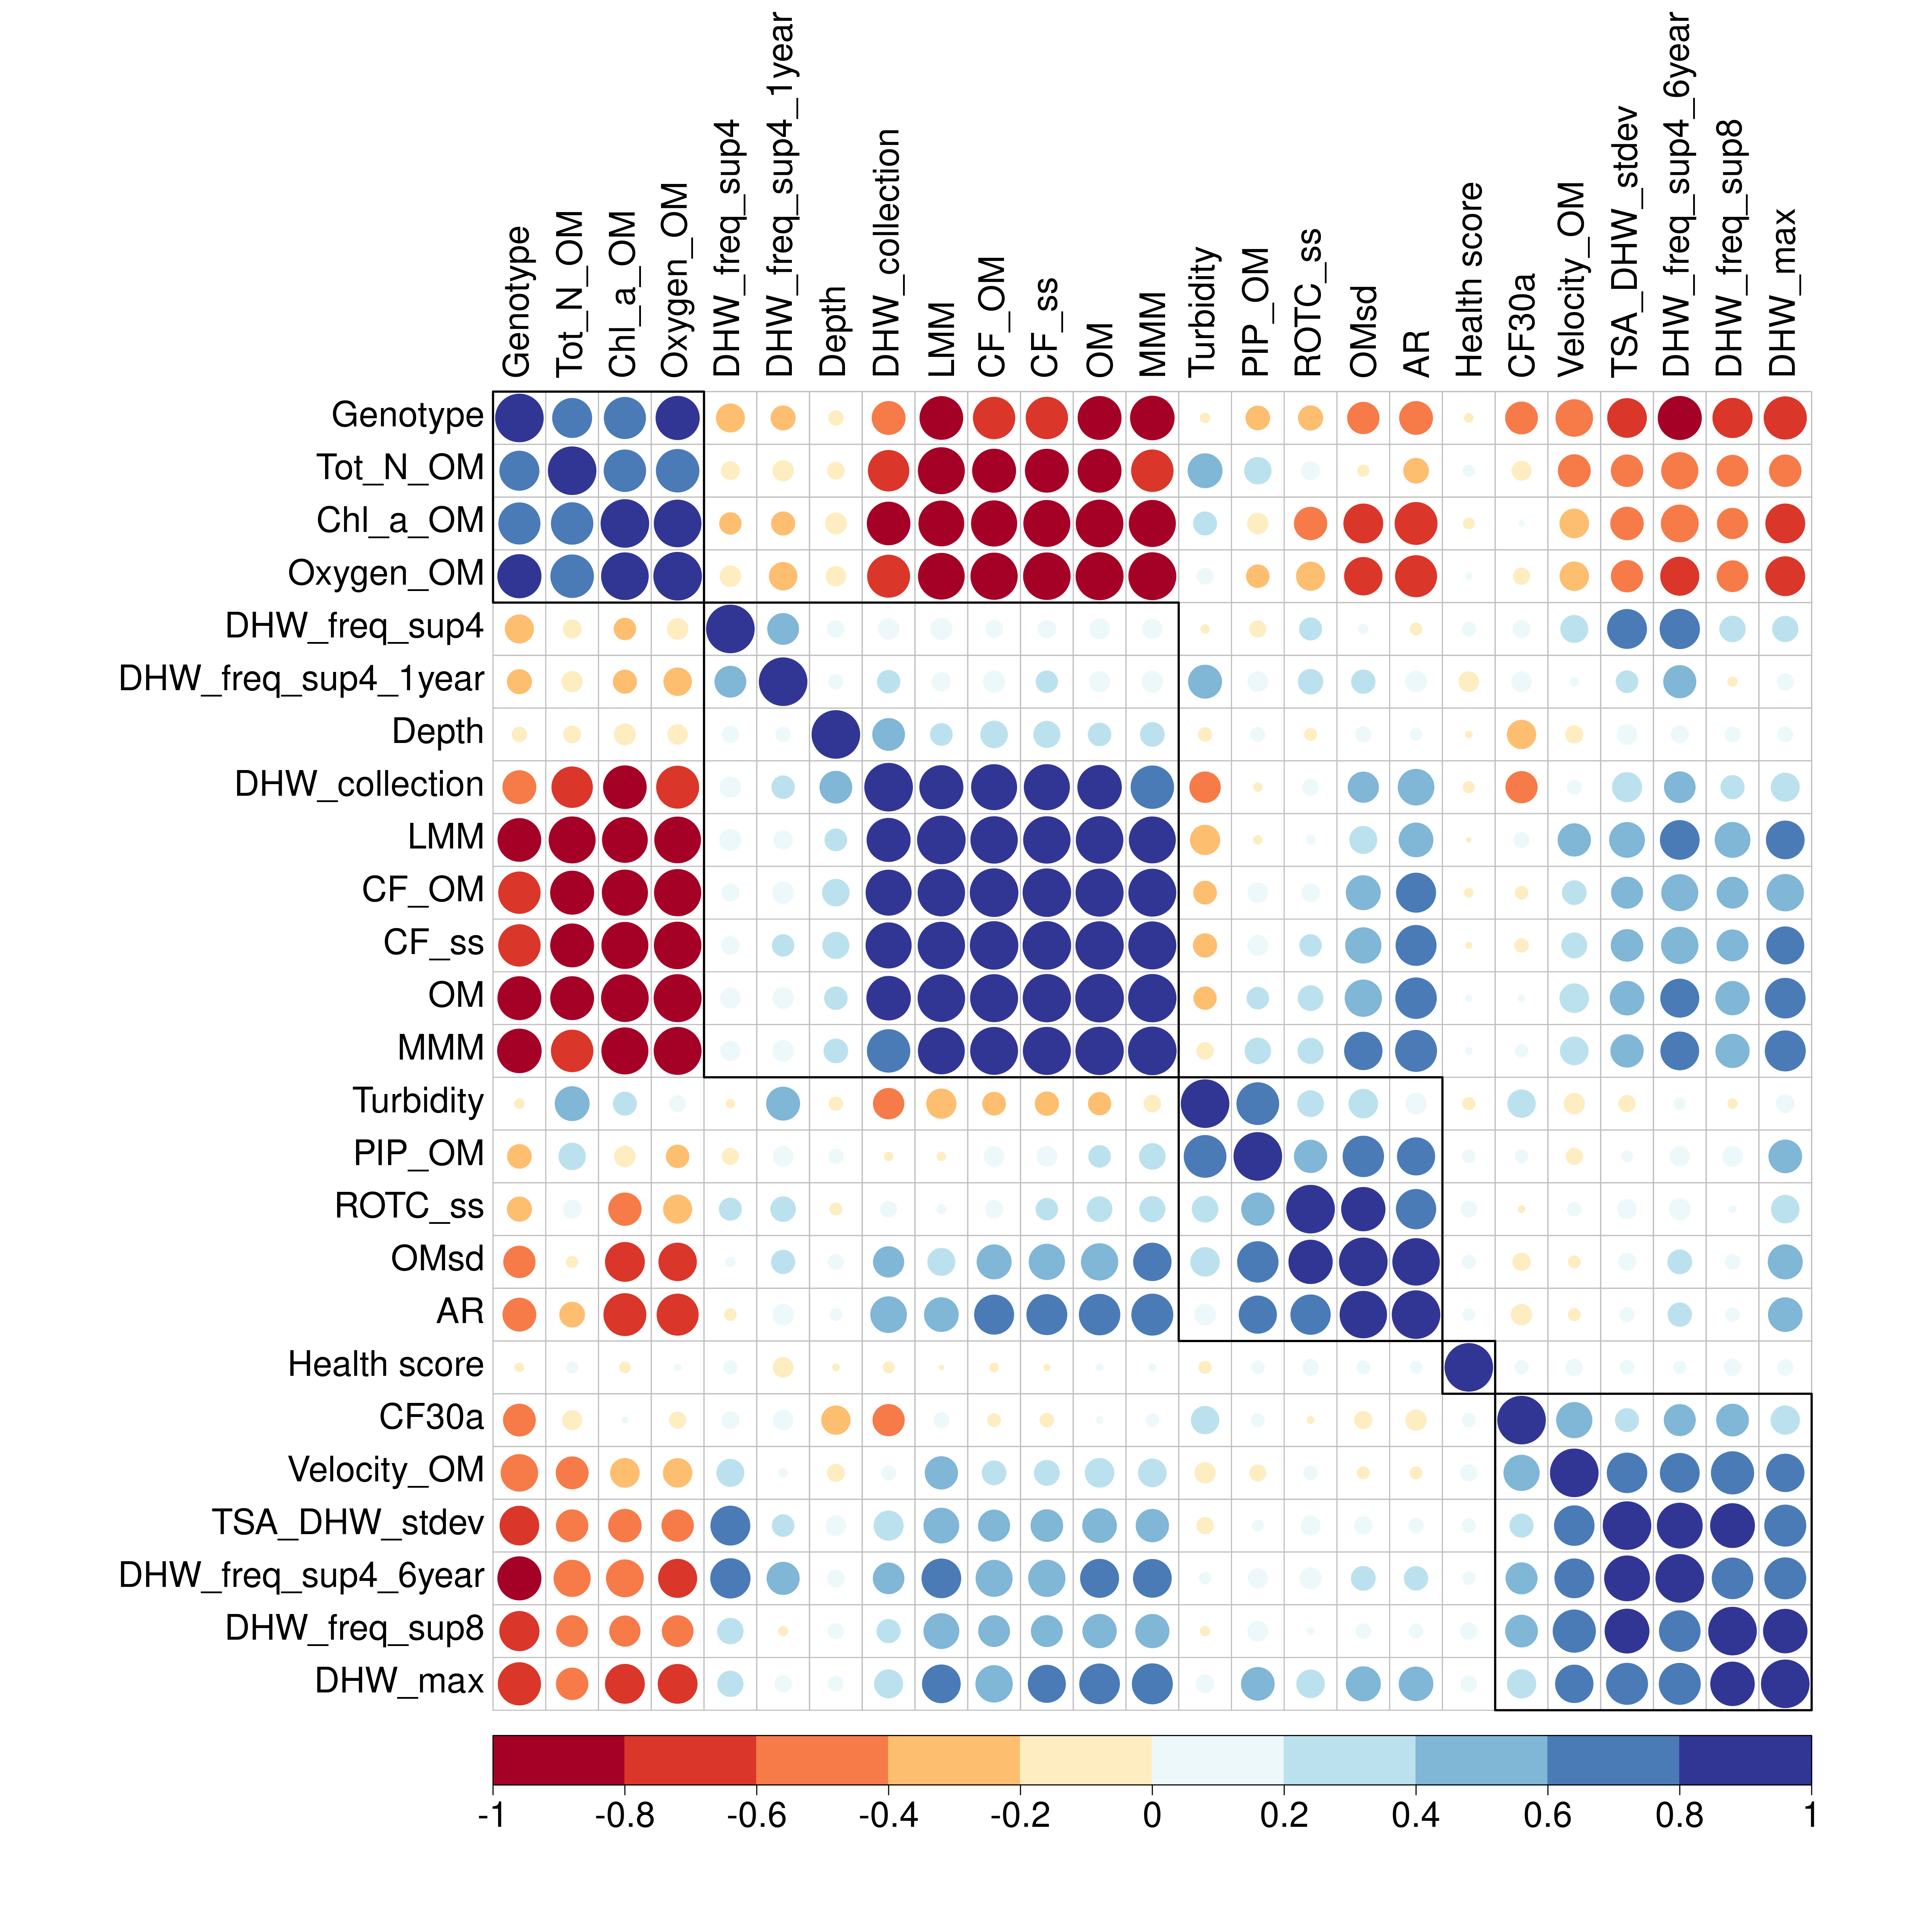 Genotype
Tot_N_OM
Chl_a_OM
Oxygen_OM
DHW_freq_sup4
DHW_freq_sup4_1year
Depth
DHW_collection
LMM
CF_OM
CF_ss
OM
MMM
Turbidity
PIP_OM
ROTC_ss
OMsd
AR
Health score
CF30a
Velocity_OM
TSA_DHW_stdev
DHW_freq_sup4_6year
DHW_freq_sup8
DHW_max
Genotype
Tot_N_OM
Chl_a_OM
Oxygen_OM
DHW_freq_sup4
DHW_freq_sup4_1year
Depth
DHW_collection
LMM
CF_OM
CF_ss
OM
MMM
Turbidity
PIP_OM
ROTC_ss
OMsd
AR
Health score
CF30a
Velocity_OM
TSA_DHW_stdev
DHW_freq_sup4_6year
DHW_freq_sup8
DHW_max
-1 -0.8 -0.6 -0.4 -0.2 0 0.2 0.4 0.6 0.8 1